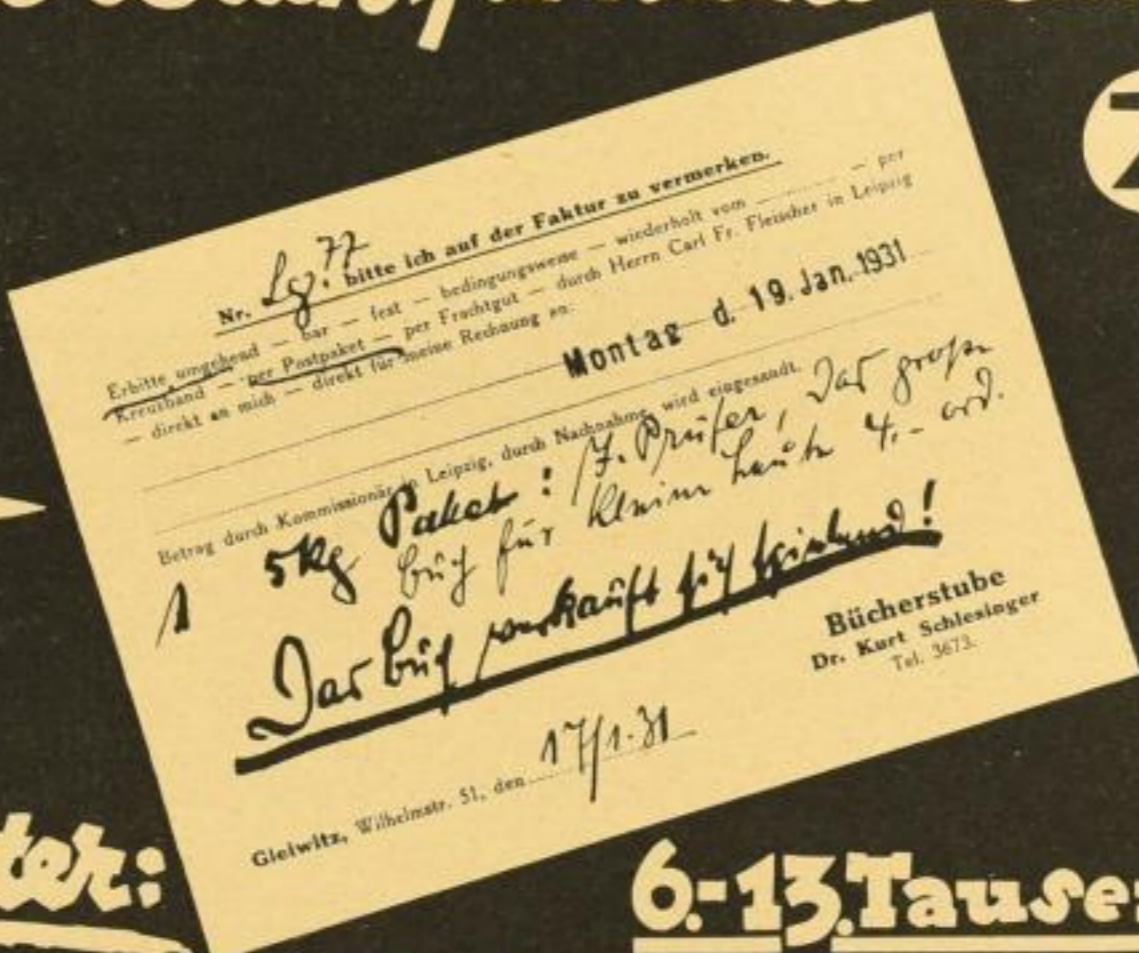 Nr. Lg! 77 bitte ich auf der Faktur zu vermerken.
Erbitte umgehend — bar — fest — bedingungsweise — wiederholt vom — per
Kreuzband — per Postpaket — per Frachtgut — durch Herrn Carl Fr. Fleischer in Leipzig
— direkt an mich — direkt für meine Rechnung an:
Montag d. 19. Jan. 1931
Betrag durch Kommissionär in Leipzig, durch Nachnahme, wird eingesandt.
1 5 kg Paket: Prüfer, Das große
Buch für kleine Leute 4.- ord.
Das Buch verkauft sich spielend!
Bücherstube
Dr. Kurt Schlesinger
Tel. 3673.
Gleiwitz, Wilhelmstr. 51, den 17/1.31
ter:
6.-13. Tause